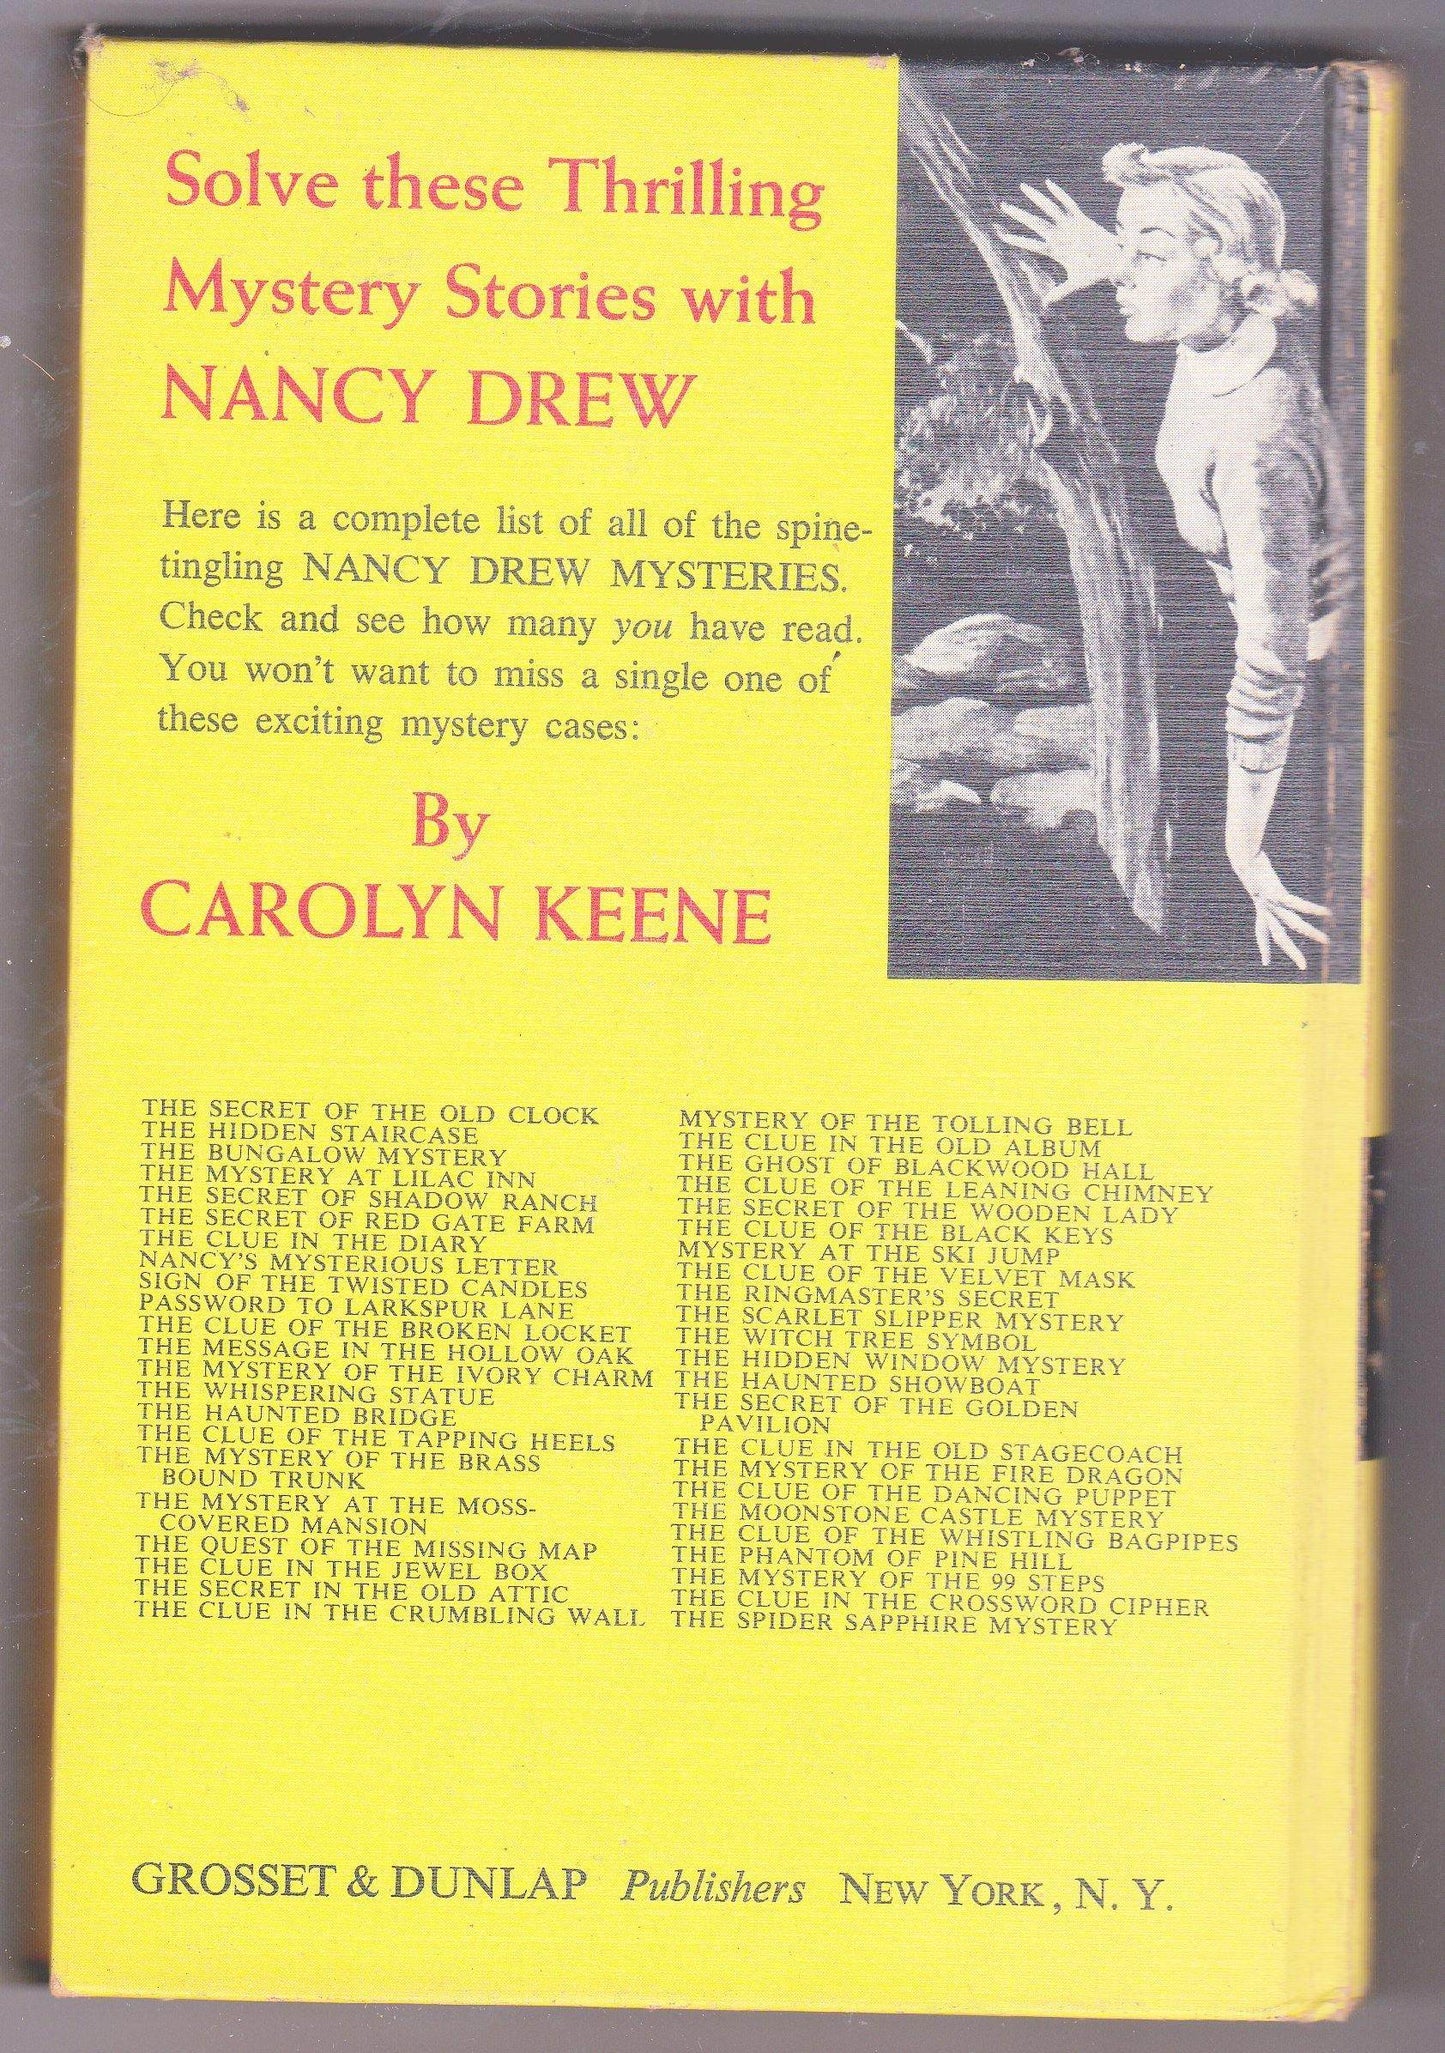 Solve these Thrilling
Mystery Stories with
NANCY DREW
Here is a complete list of all of the spine-
tingling NANCY DREW MYSTERIES.
Check and see how many you have read.
You won't want to miss a single one of
these exciting mystery cases:
By
CAROLYN KEENE
THE SECRET OF THE OLD CLOCK
THE HIDDEN STAIRCASE
THE BUNGALOW MYSTERY
THE MYSTERY AT LILAC INN
THE SECRET OF SHADOW RANCH
THE SECRET OF RED GATE FARM
THE CLUE IN THE DIARY
NANCY'S MYSTERIOUS LETTER
SIGN OF THE TWISTED CANDLES
PASSWORD TO LARKSPUR LANE
THE CLUE OF THE BROKEN LOCKET
THE MESSAGE IN THE HOLLOW OAK
THE MYSTERY OF THE IVORY CHARM
THE WHISPERING STATUE
THE HAUNTED BRIDGE
THE CLUE OF THE TAPPING HEELS
THE MYSTERY OF THE BRASS
BOUND TRUNK
THE MYSTERY AT THE MOSS-
COVERED MANSION
THE QUEST OF THE MISSING MAP
THE CLUE IN THE JEWEL BOX
THE SECRET IN THE OLD ATTIC
THE CLUE IN THE CRUMBLING WALL
MYSTERY OF THE TOLLING BELL
THE CLUE IN THE OLD ALBUM
THE GHOST OF BLACKWOOD HALL
THE CLUE OF THE LEANING CHIMNEY
THE SECRET OF THE WOODEN LADY
THE CLUE OF THE BLACK KEYS
MYSTERY AT THE SKI JUMP
THE CLUE OF THE VELVET MASK
THE RINGMASTER'S SECRET
THE SCARLET SLIPPER MYSTERY
THE WITCH TREE SYMBOL
THE HIDDEN WINDOW MYSTERY
THE HAUNTED SHOWBOAT
THE SECRET OF THE GOLDEN
PAVILION
THE CLUE IN THE OLD STAGECOACH
THE MYSTERY OF THE FIRE DRAGON
THE CLUE OF THE DANCING PUPPET
THE MOONSTONE CASTLE MYSTERY
THE CLUE OF THE WHISTLING BAGPIPES
THE PHANTOM OF PINE HILL
THE MYSTERY OF THE 99 STEPS
THE CLUE IN THE CROSSWORD CIPHER
THE SPIDER SAPPHIRE MYSTERY
GROSSET & DUNLAP Publishers NEW YORK, N. Y.